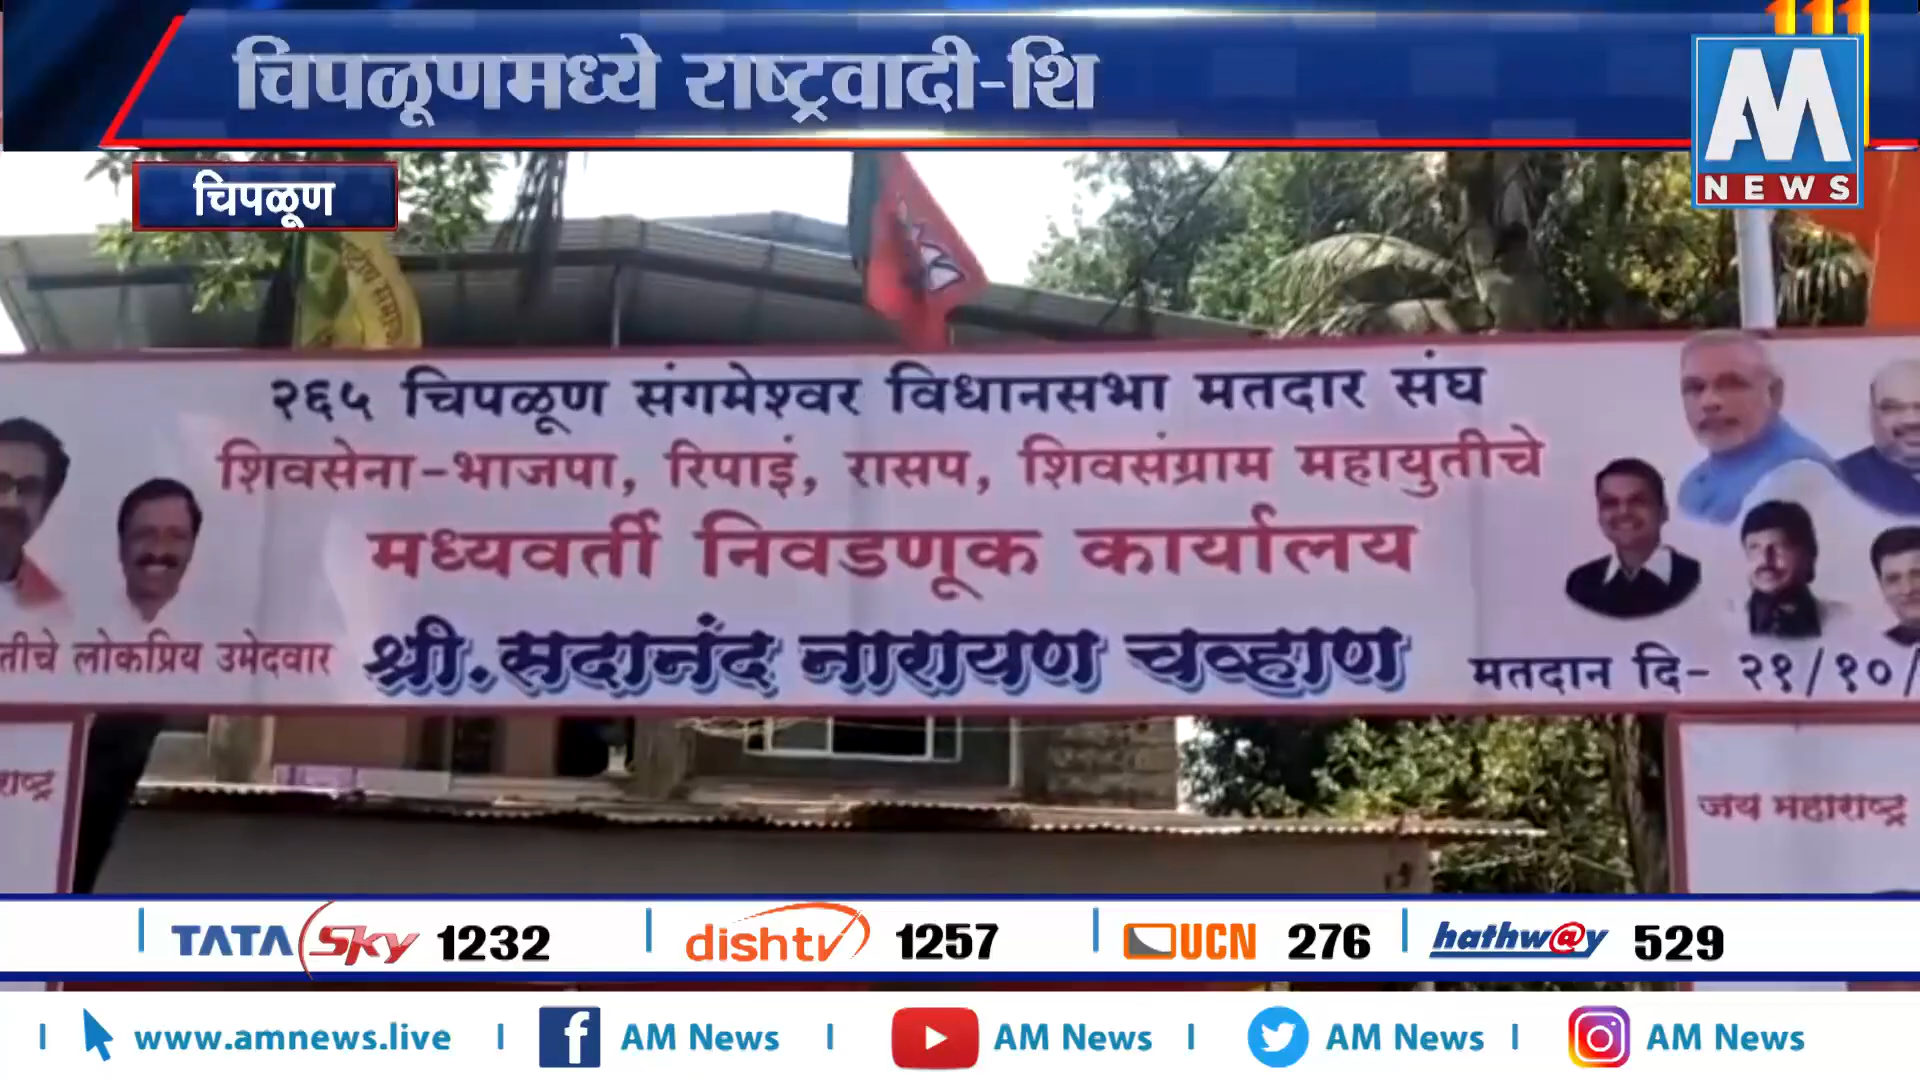 चिपळूणमध्ये राष्ट्रवादी-शि
AM
NEWS
चिपळूण
समाज
२६५ चिपळूण संगमेश्वर विधानसभा मतदार संघ
शिवसेना-भाजपा, रिपाइं, रासप, शिवसंग्राम महायुतीचे
मध्यवर्ती निवडणूक कार्यालय
तीचे लोकप्रिय उमेदवार श्री.सदानंद नारायण चव्हाण मतदान दि- २१/१०/
राष्ट्र
जय महाराष्ट्र
TATA Sky 1232 dishtv 1257 UCN 276 hathw@y 529
www.amnews.live AM News AM News AM News AM News